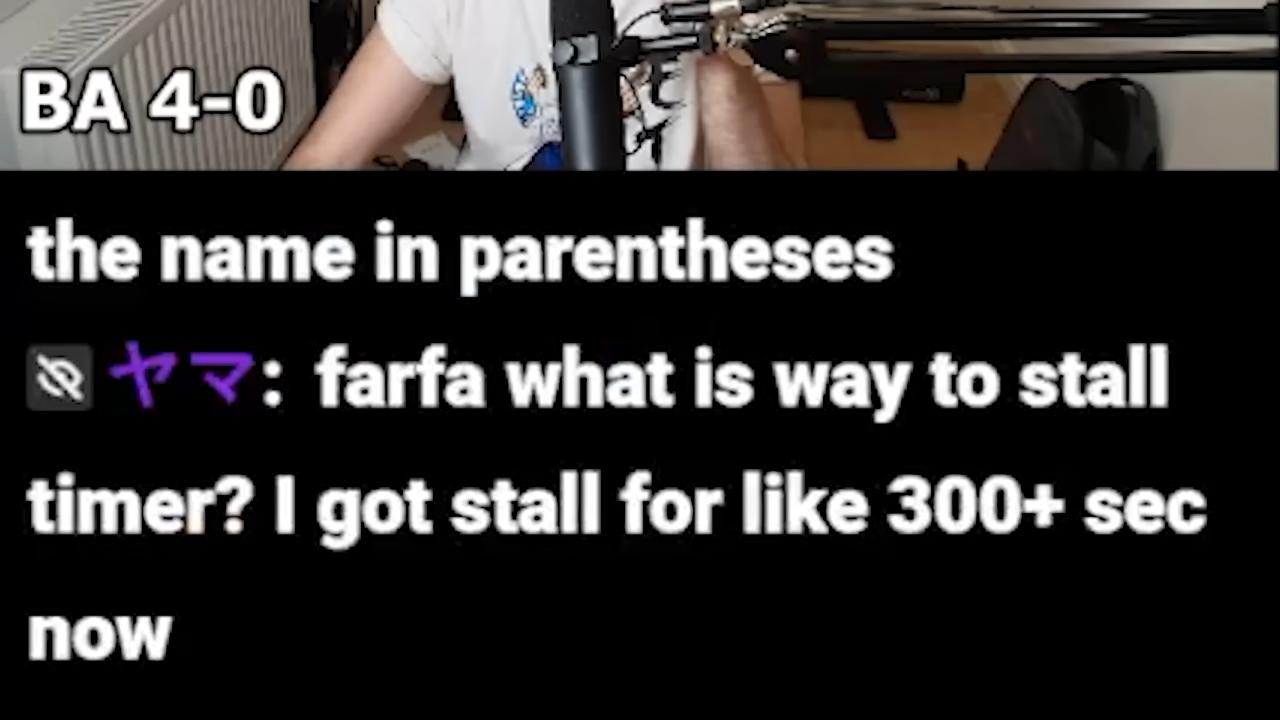 BA 4-0
the name in parentheses
ヤマ: farfa what is way to stall
timer? I got stall for like 300+ sec
now